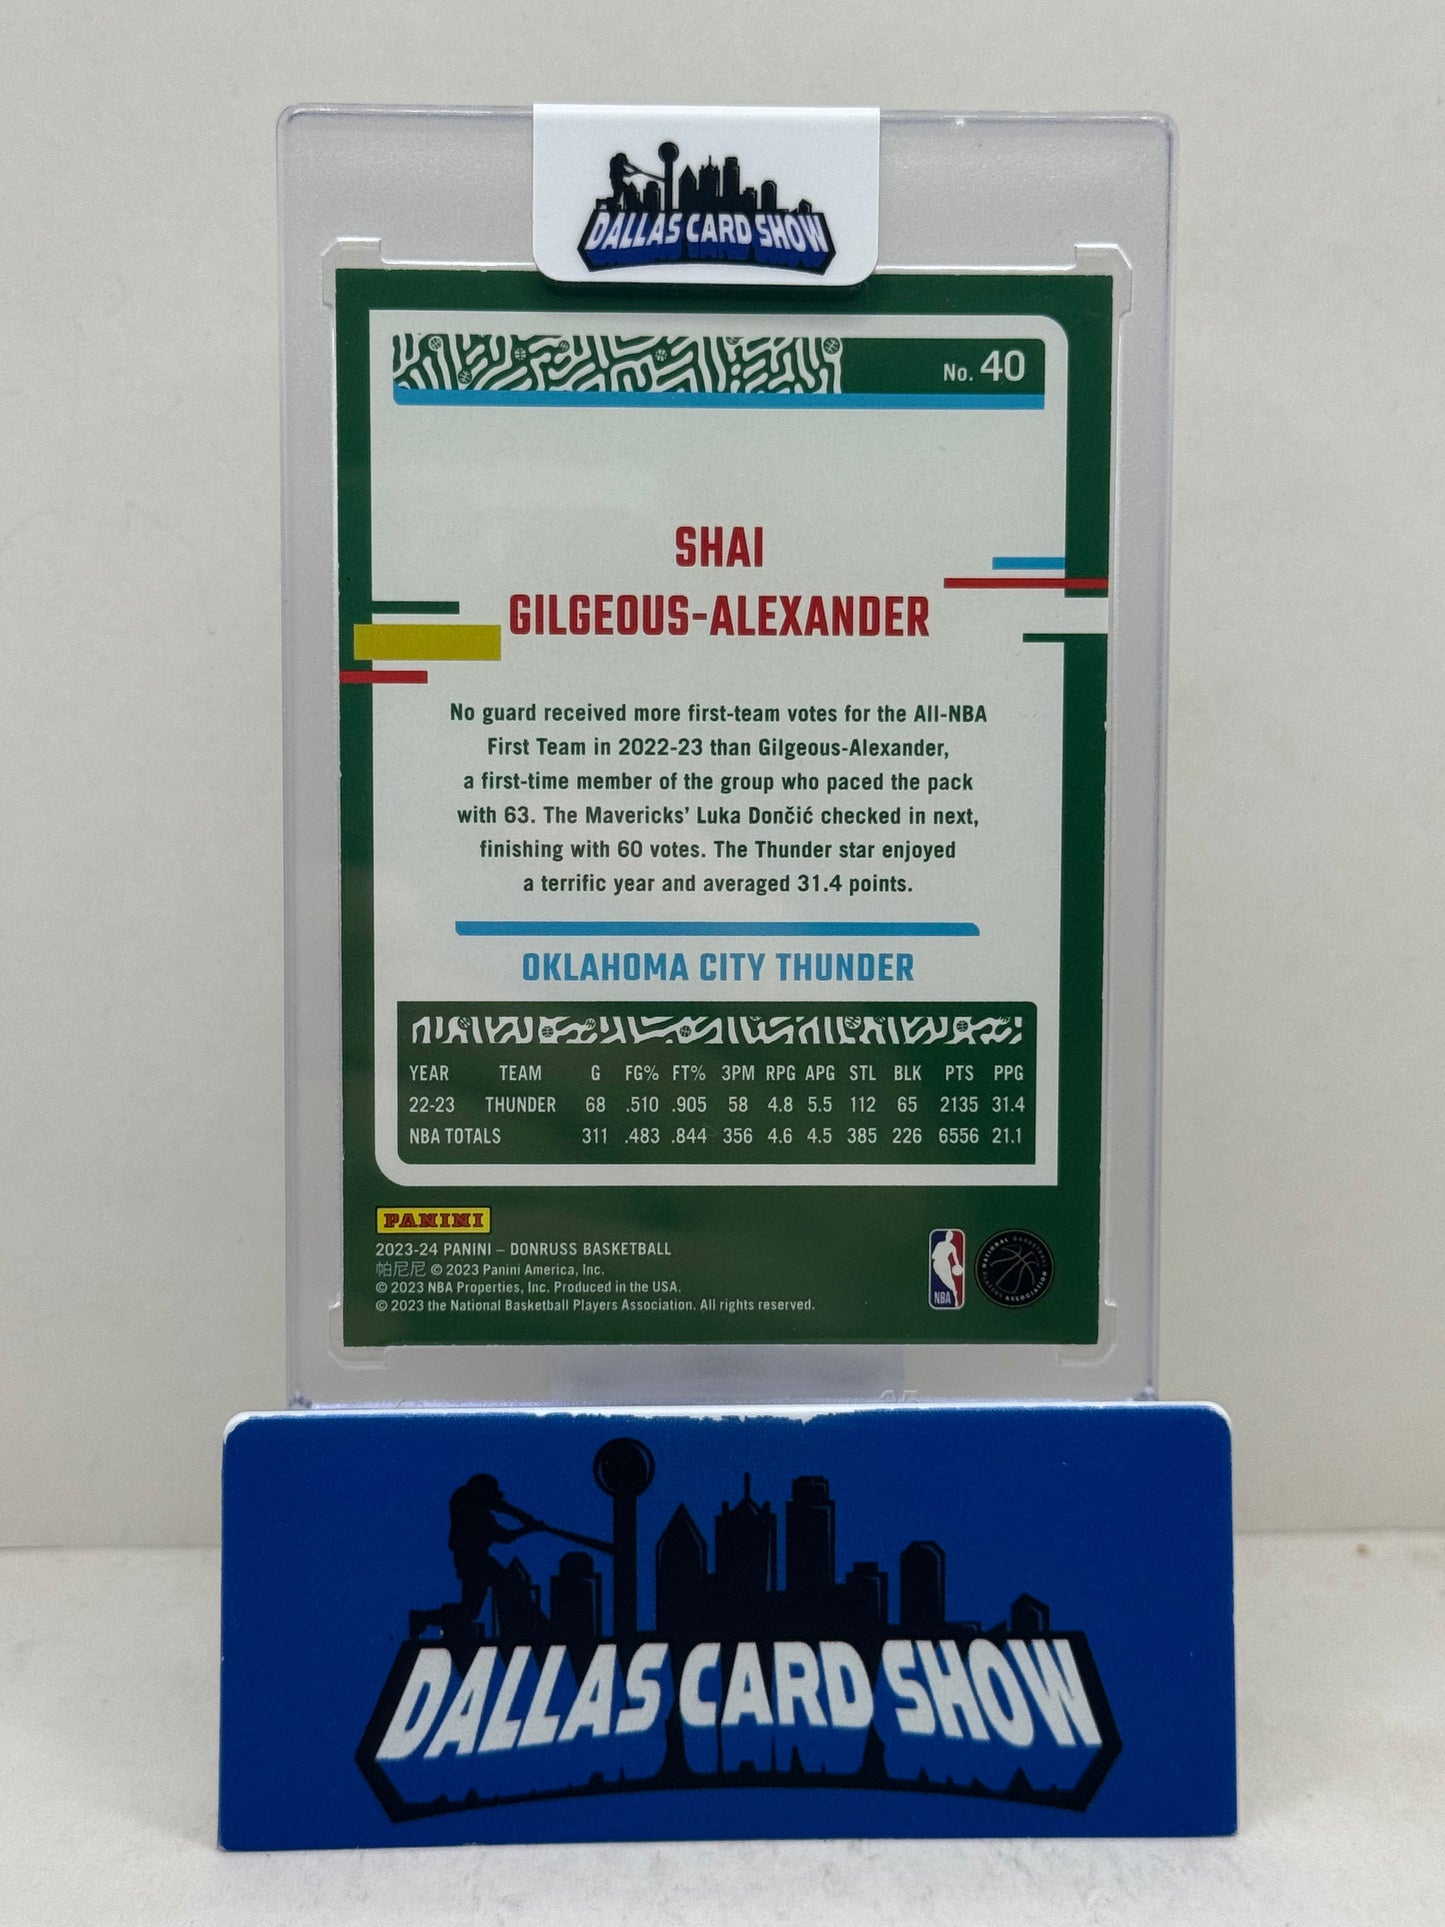 DALLAS CARD SHOW
No. 40
SHAI
GILGEOUS-ALEXANDER
No guard received more first-team votes for the All-NBA
First Team in 2022-23 than Gilgeous-Alexander,
a first-time member of the group who paced the pack
with 63. The Mavericks' Luka Dončić checked in next,
finishing with 60 votes. The Thunder star enjoyed
a terrific year and averaged 31.4 points.
OKLAHOMA CITY THUNDER
YEAR TEAM G FG% FT% 3PM RPG APG STL BLK PTS PPG
22-23 THUNDER 68 .510 .905 58 4.8 5.5 112 65 2135 31.4
NBA TOTALS 311 .483 .844 356 4.6 4.5 385 226 6556 21.1
PANINI
2023-24 PANINI – DONRUSS BASKETBALL
帕尼尼 © 2023 Panini America, Inc.
© 2023 NBA Properties, Inc. Produced in the USA.
© 2023 the National Basketball Players Association. All rights reserved.
NBA
NATIONAL BASKETBALL PLAYERS ASSOCIATION
DALLAS CARD SHOW